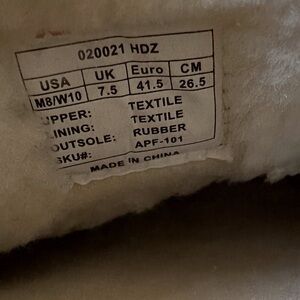 020021 HDZ
USA UK Euro CM
M8/W10 7.5 41.5 26.5
UPPER: TEXTILE
LINING: TEXTILE
OUTSOLE: RUBBER
SKU#: APF-101
MADE IN CHINA